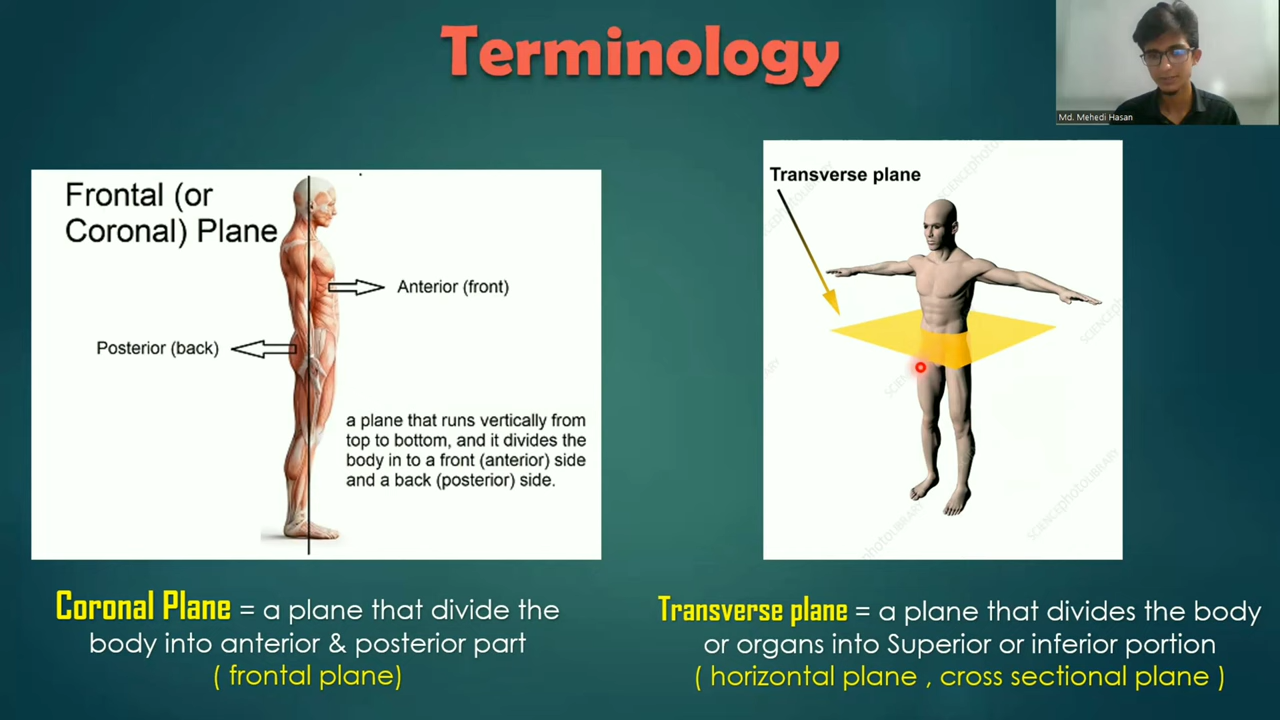 Terminology
Md. Mehedi Hasan
Frontal (or
Coronal) Plane
Anterior (front)
Posterior (back)
a plane that runs vertically from
top to bottom, and it divides the
body in to a front (anterior) side
and a back (posterior) side.
Transverse plane
Coronal Plane = a plane that divide the
body into anterior & posterior part
( frontal plane)
Transverse plane = a plane that divides the body
or organs into Superior or inferior portion
( horizontal plane , cross sectional plane )